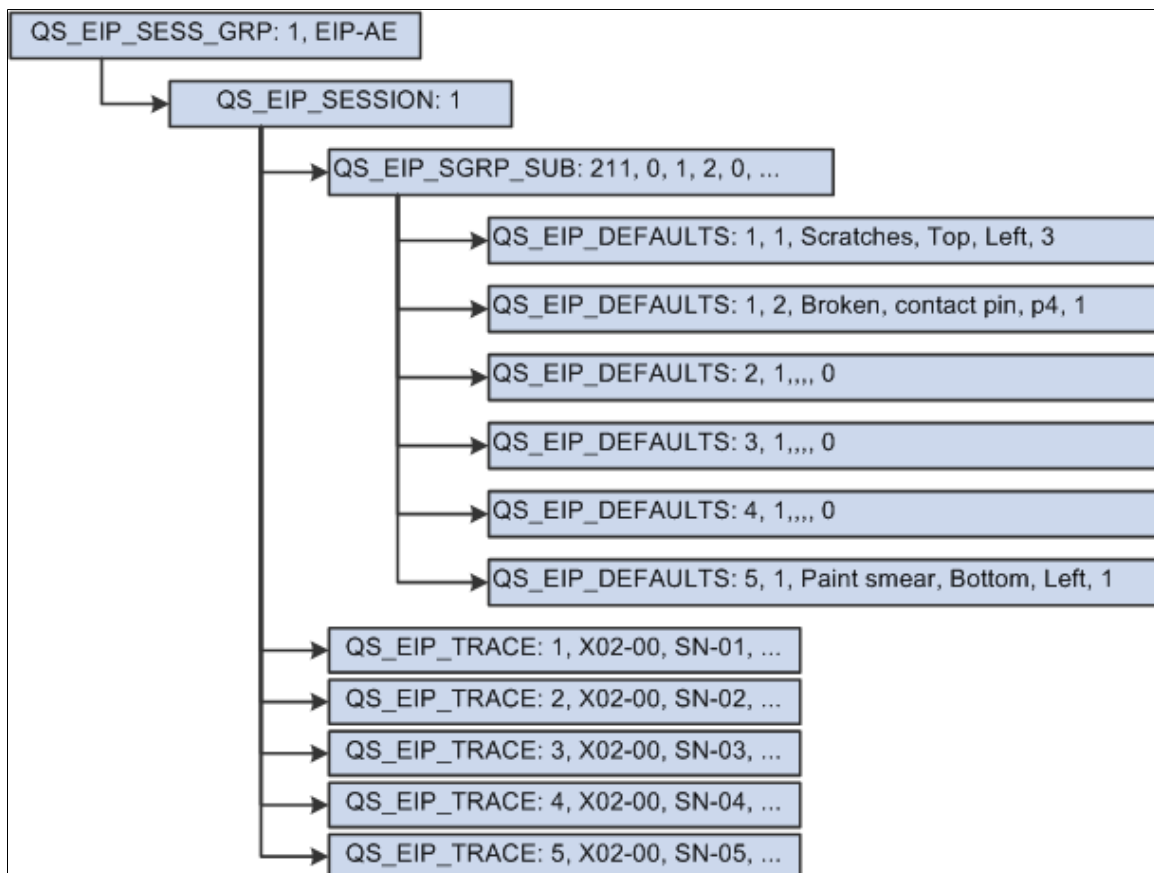 QS_EIP_SESS_GRP: 1, EIP-AE
QS_EIP_SESSION: 1
QS_EIP_SGRP_SUB: 211, 0, 1, 2, 0, ...
QS_EIP_DEFAULTS: 1, 1, Scratches, Top, Left, 3
QS_EIP_DEFAULTS: 1, 2, Broken, contact pin, p4, 1
QS_EIP_DEFAULTS: 2, 1,,,, 0
QS_EIP_DEFAULTS: 3, 1,,,, 0
QS_EIP_DEFAULTS: 4, 1,,,, 0
QS_EIP_DEFAULTS: 5, 1, Paint smear, Bottom, Left, 1
QS_EIP_TRACE: 1, X02-00, SN-01, ...
QS_EIP_TRACE: 2, X02-00, SN-02, ...
QS_EIP_TRACE: 3, X02-00, SN-03, ...
QS_EIP_TRACE: 4, X02-00, SN-04, ...
QS_EIP_TRACE: 5, X02-00, SN-05, ...